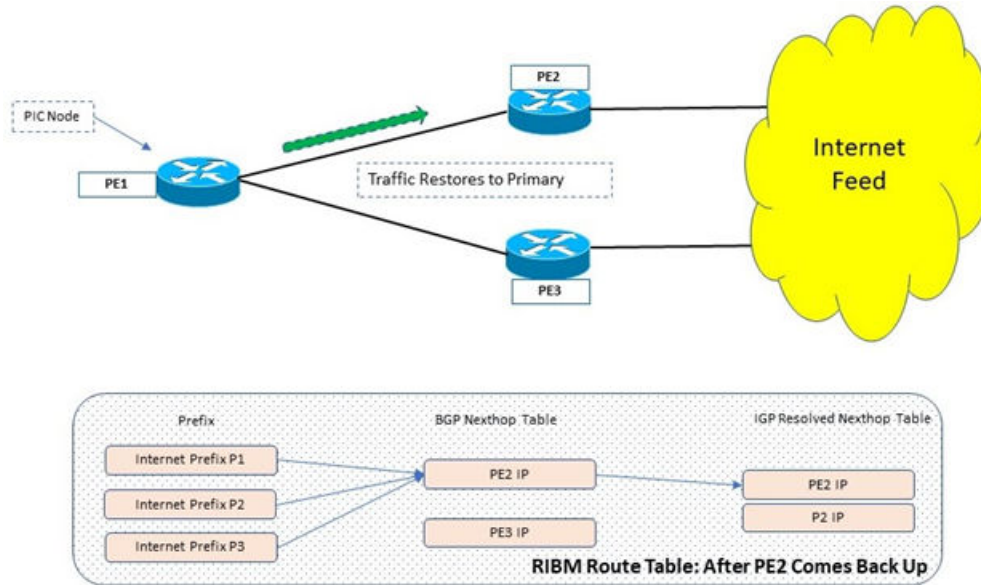 PE2
PIC Node
PE1
Traffic Restores to Primary
Internet
Feed
PE3
Prefix
BGP Nexthop Table
IGP Resolved Nexthop Table
Internet Prefix P1
PE2 IP
PE2 IP
Internet Prefix P2
P2 IP
PE3 IP
Internet Prefix P3
RIBM Route Table: After PE2 Comes Back Up